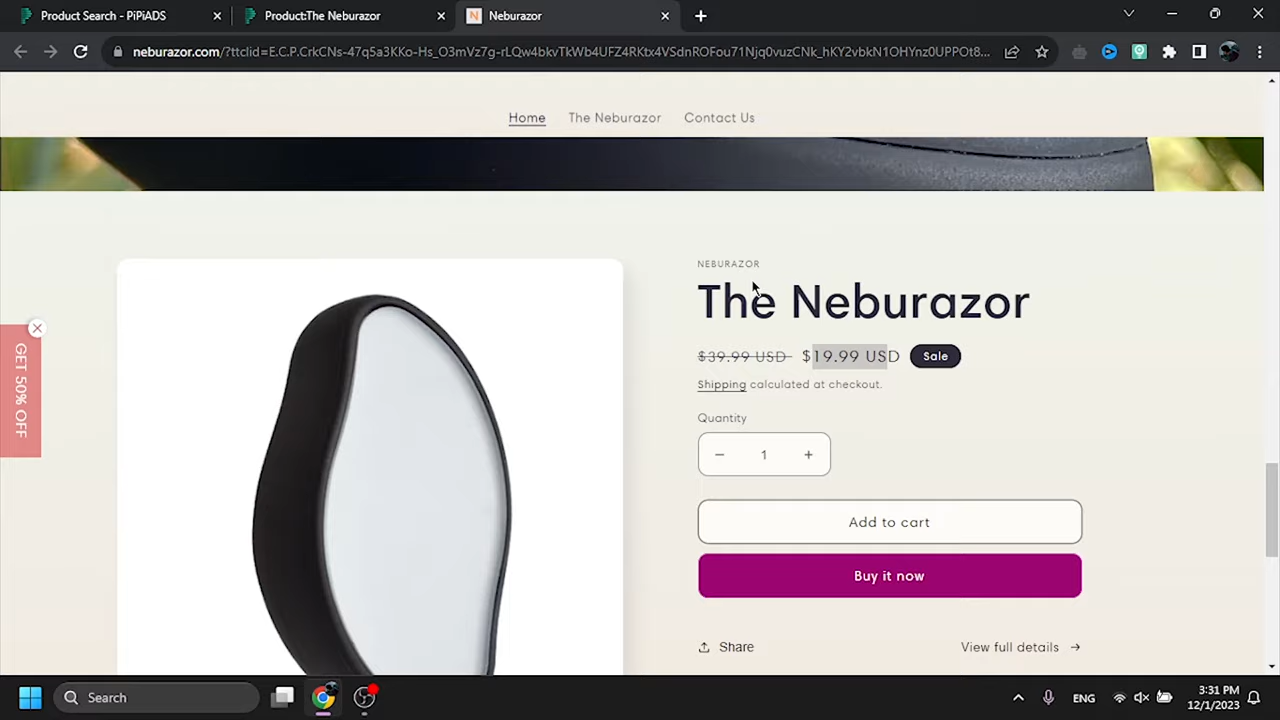 Product Search - PiPiADS
Product:The Neburazor
Neburazor
neburazor.com/?ttclid=E.C.P.CrkCNs-47q5a3KKo-Hs_O3mVz7g-rLQw4bkvTkWb4UFZ4RKtx4VSdnROFou71Njq0vuzCNk_hKY2vbkN1OHYnz0UPPOt8...
Home The Neburazor Contact Us
GET 50% OFF
NEBURAZOR
The Neburazor
$39.99 USD $19.99 USD Sale
Shipping calculated at checkout.
Quantity
− 1 +
Add to cart
Buy it now
Share View full details →
Search
ENG
3:31 PM
12/1/2023